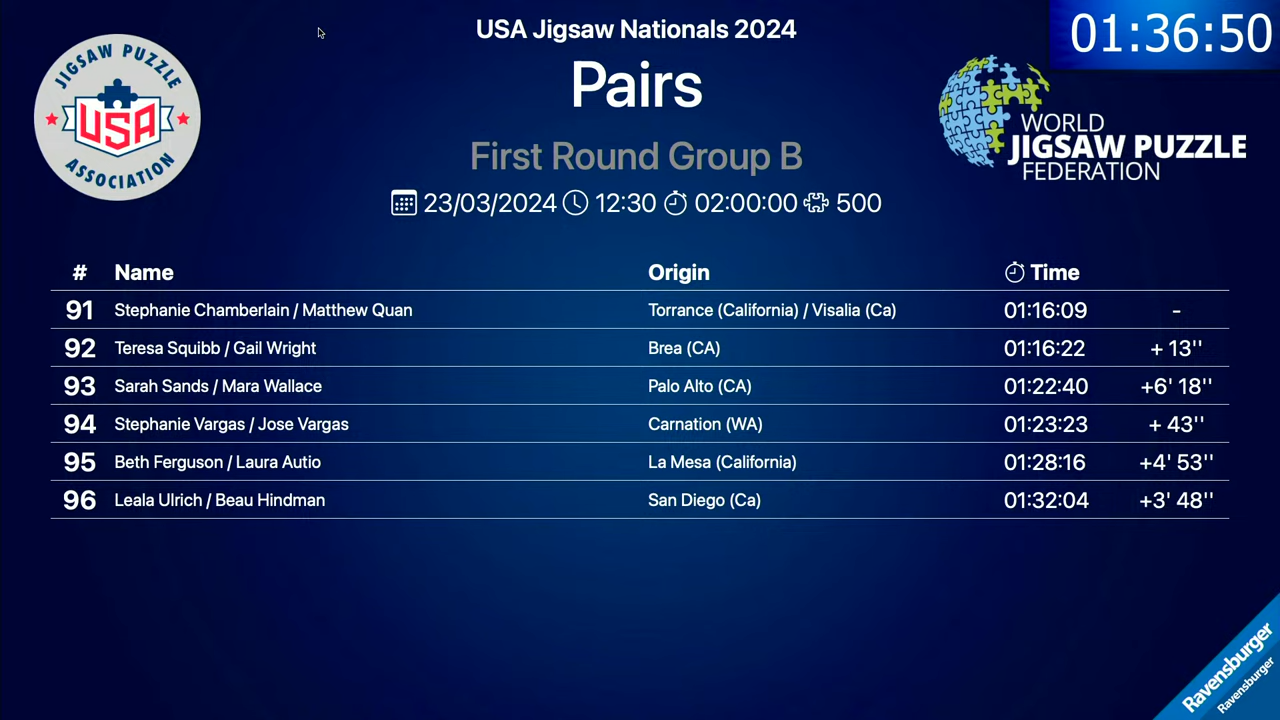 USA Jigsaw Nationals 2024
01:36:50
Pairs
First Round Group B
23/03/2024 12:30 02:00:00 500
JIGSAW PUZZLE
USA
ASSOCIATION
WORLD
JIGSAW PUZZLE
FEDERATION
# Name Origin Time
91 Stephanie Chamberlain / Matthew Quan Torrance (California) / Visalia (Ca) 01:16:09 -
92 Teresa Squibb / Gail Wright Brea (CA) 01:16:22 + 13''
93 Sarah Sands / Mara Wallace Palo Alto (CA) 01:22:40 +6' 18''
94 Stephanie Vargas / Jose Vargas Carnation (WA) 01:23:23 + 43''
95 Beth Ferguson / Laura Autio La Mesa (California) 01:28:16 +4' 53''
96 Leala Ulrich / Beau Hindman San Diego (Ca) 01:32:04 +3' 48''
Ravensburger
Ravensburger